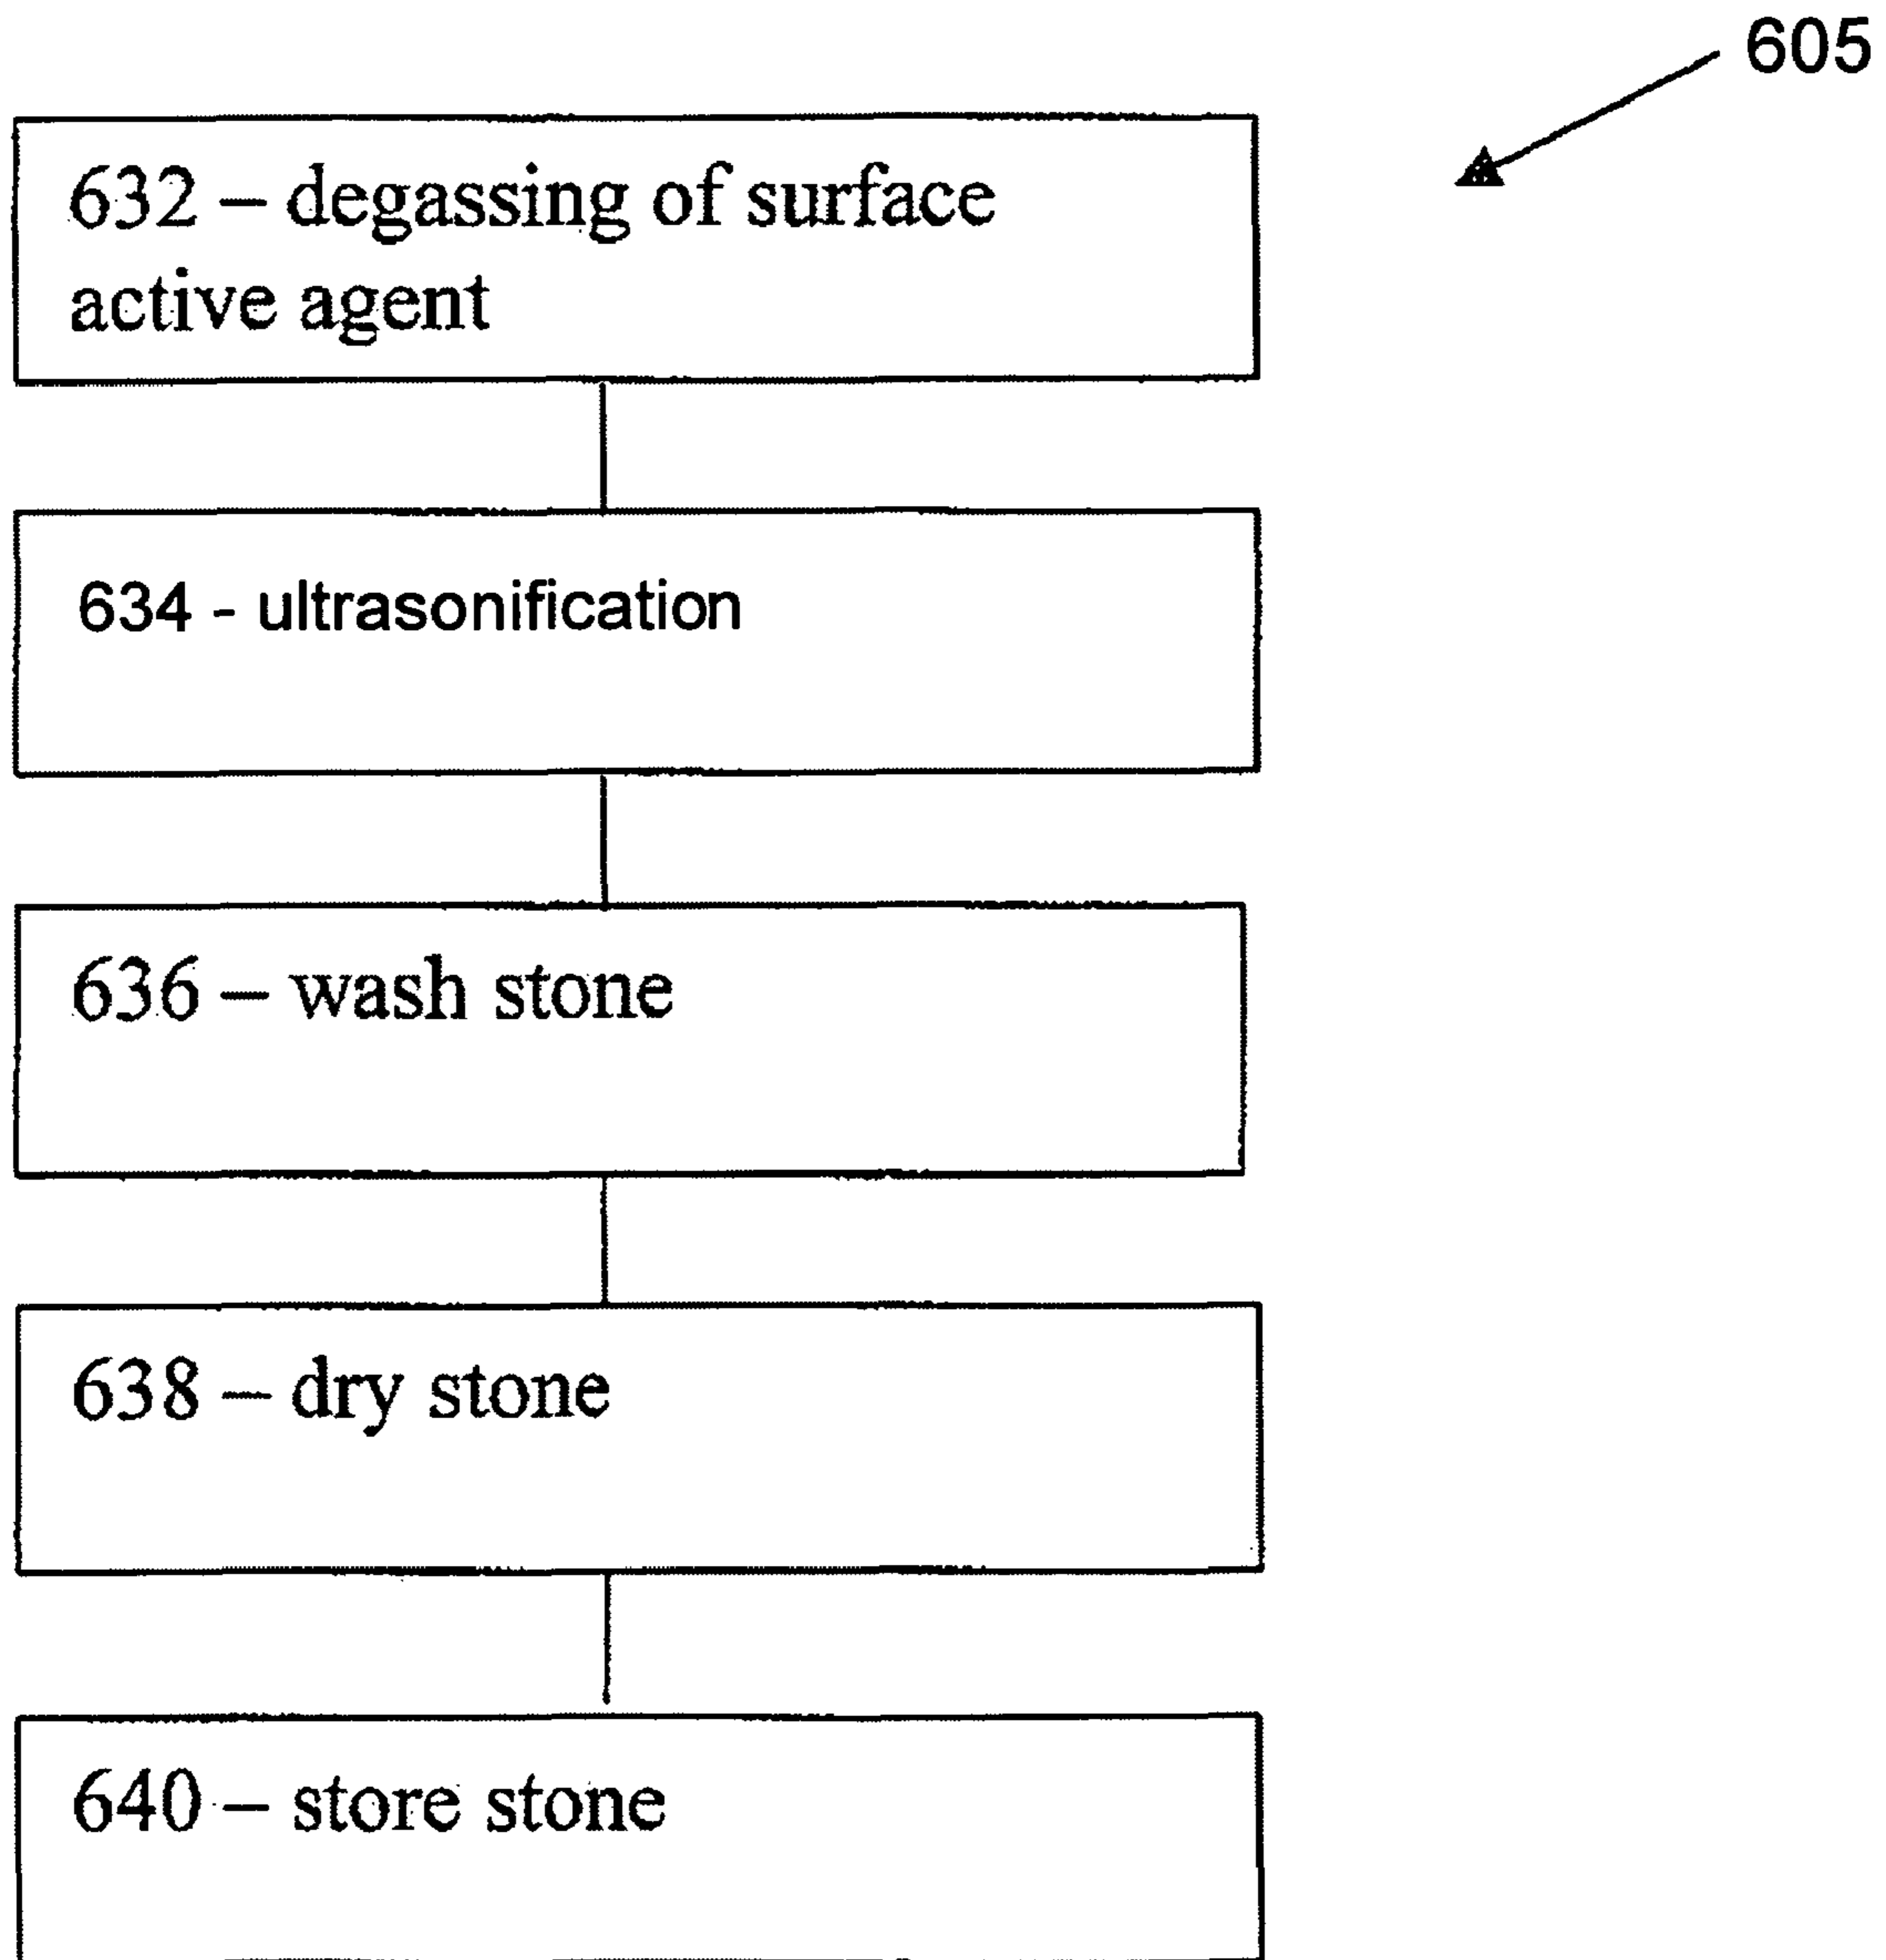 605
632 – degassing of surface
active agent
634 - ultrasonification
636 – wash stone
638 – dry stone
640 – store stone